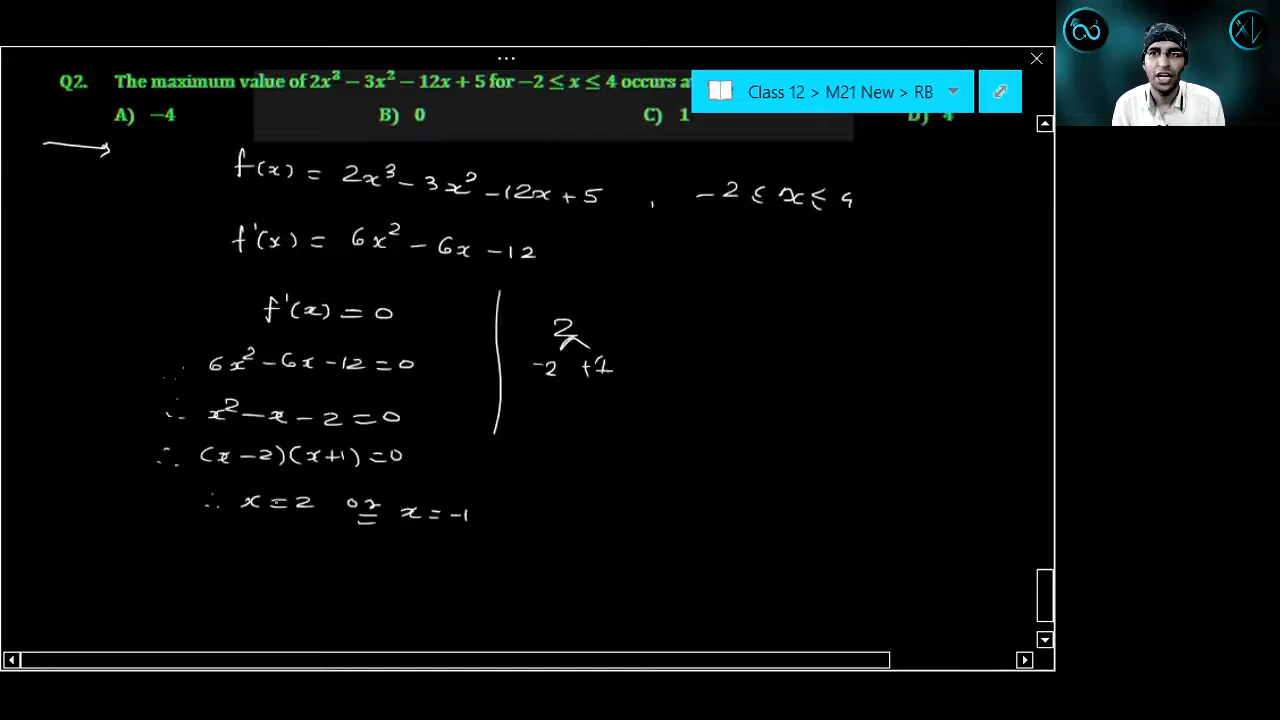 Q2. The maximum value of 2x³ − 3x² − 12x + 5 for −2 ≤ x ≤ 4 occurs
Class 12 > M21 New > RB
A) −4 B) 0 C) 1 D) 4
f(x) = 2x³ − 3x² − 12x + 5 , −2 ≤ x ≤ 4
f'(x) = 6x² − 6x − 12
f'(x) = 0
∴ 6x² − 6x − 12 = 0
∴ x² − x − 2 = 0
∴ (x − 2)(x + 1) = 0
∴ x = 2 or x = −1
2
−2 +1